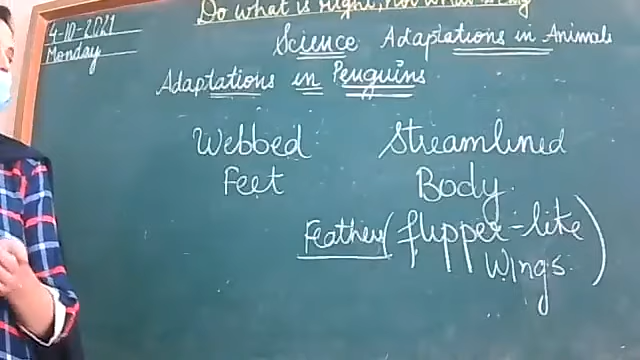 Do what is right, not what
4-10-2021
Monday
Science Adaptations in Animals
Adaptations in Penguins
Webbed Feet
Streamlined Body.
Feathers (flipper-like Wings.)